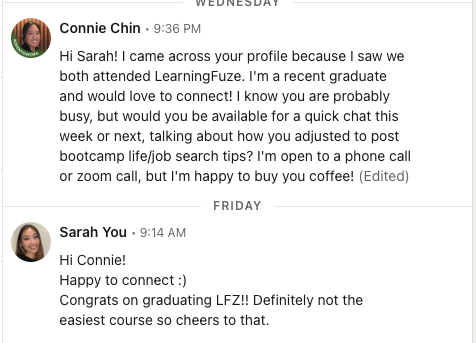 WEDNESDAY
Connie Chin • 9:36 PM
Hi Sarah! I came across your profile because I saw we
both attended LearningFuze. I'm a recent graduate
and would love to connect! I know you are probably
busy, but would you be available for a quick chat this
week or next, talking about how you adjusted to post
bootcamp life/job search tips? I'm open to a phone call
or zoom call, but I'm happy to buy you coffee! (Edited)
FRIDAY
Sarah You • 9:14 AM
Hi Connie!
Happy to connect :)
Congrats on graduating LFZ!! Definitely not the
easiest course so cheers to that.